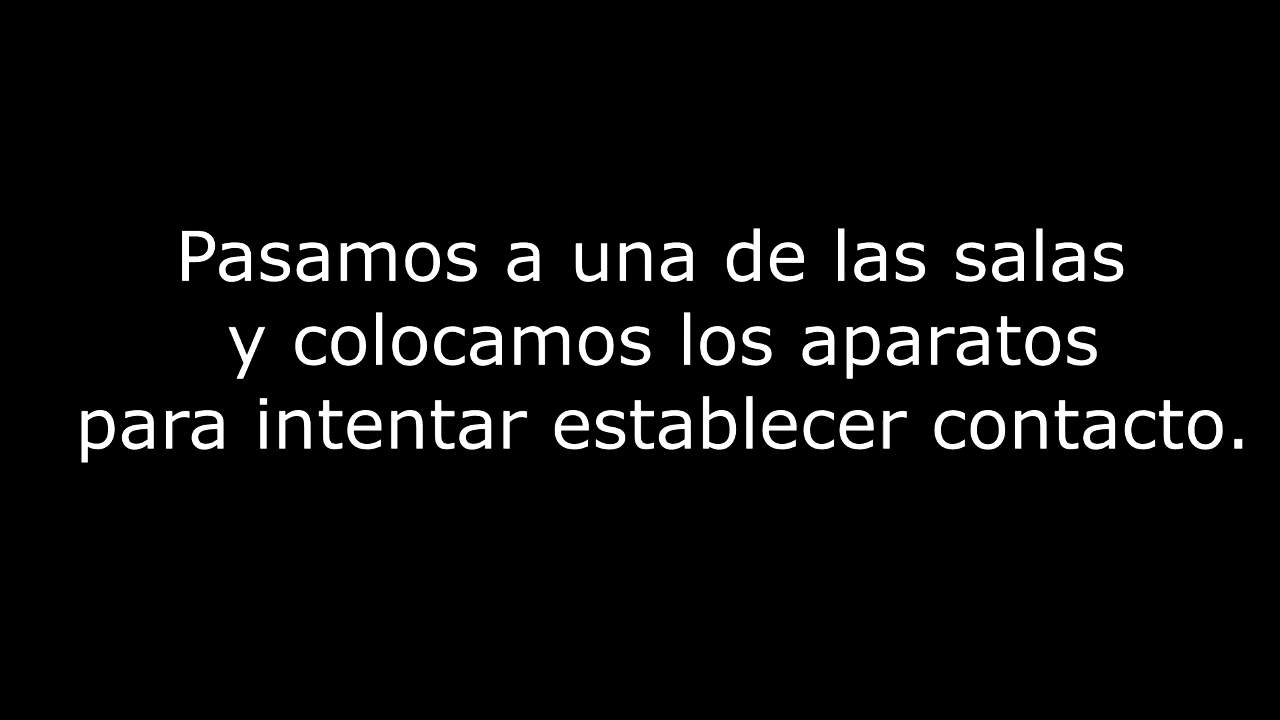 Pasamos a una de las salas
y colocamos los aparatos
para intentar establecer contacto.